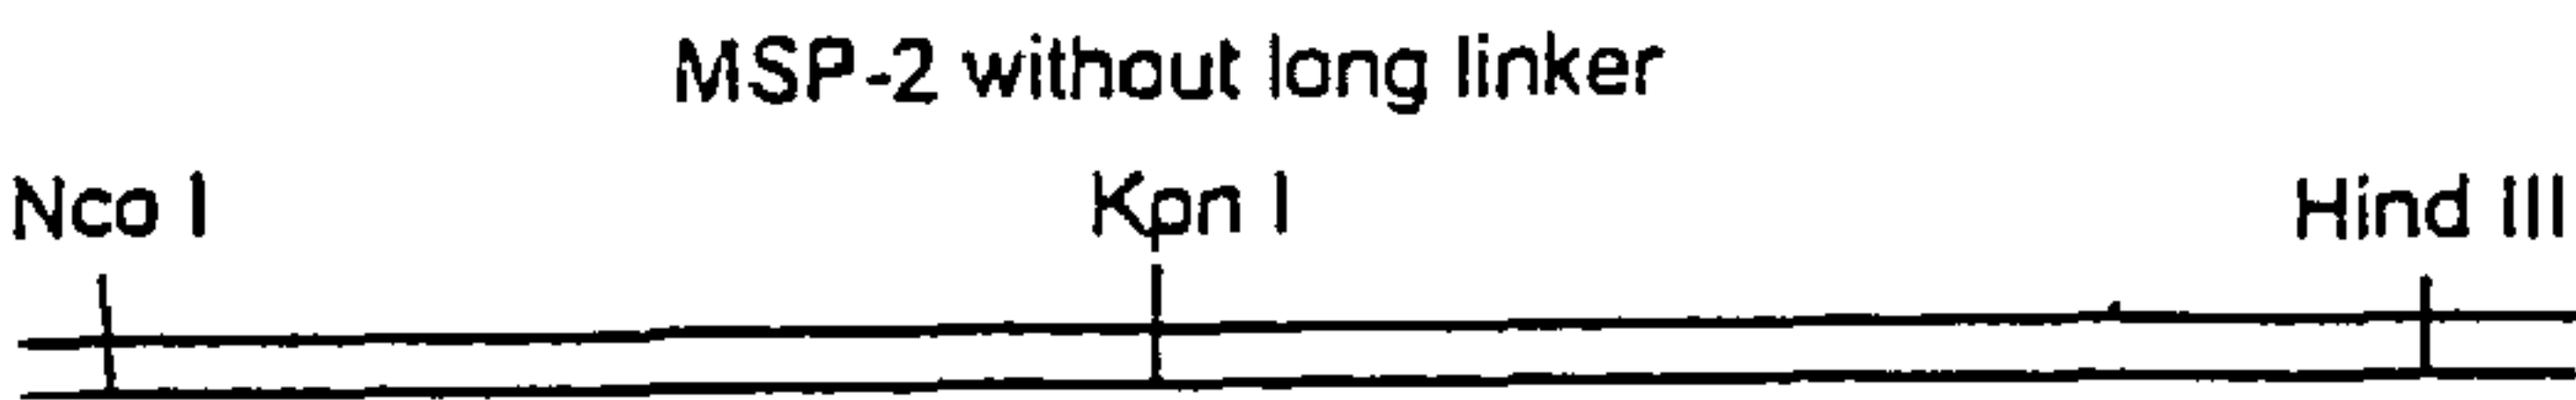 MSP-2 without long linker
Nco I Kpn I Hind III